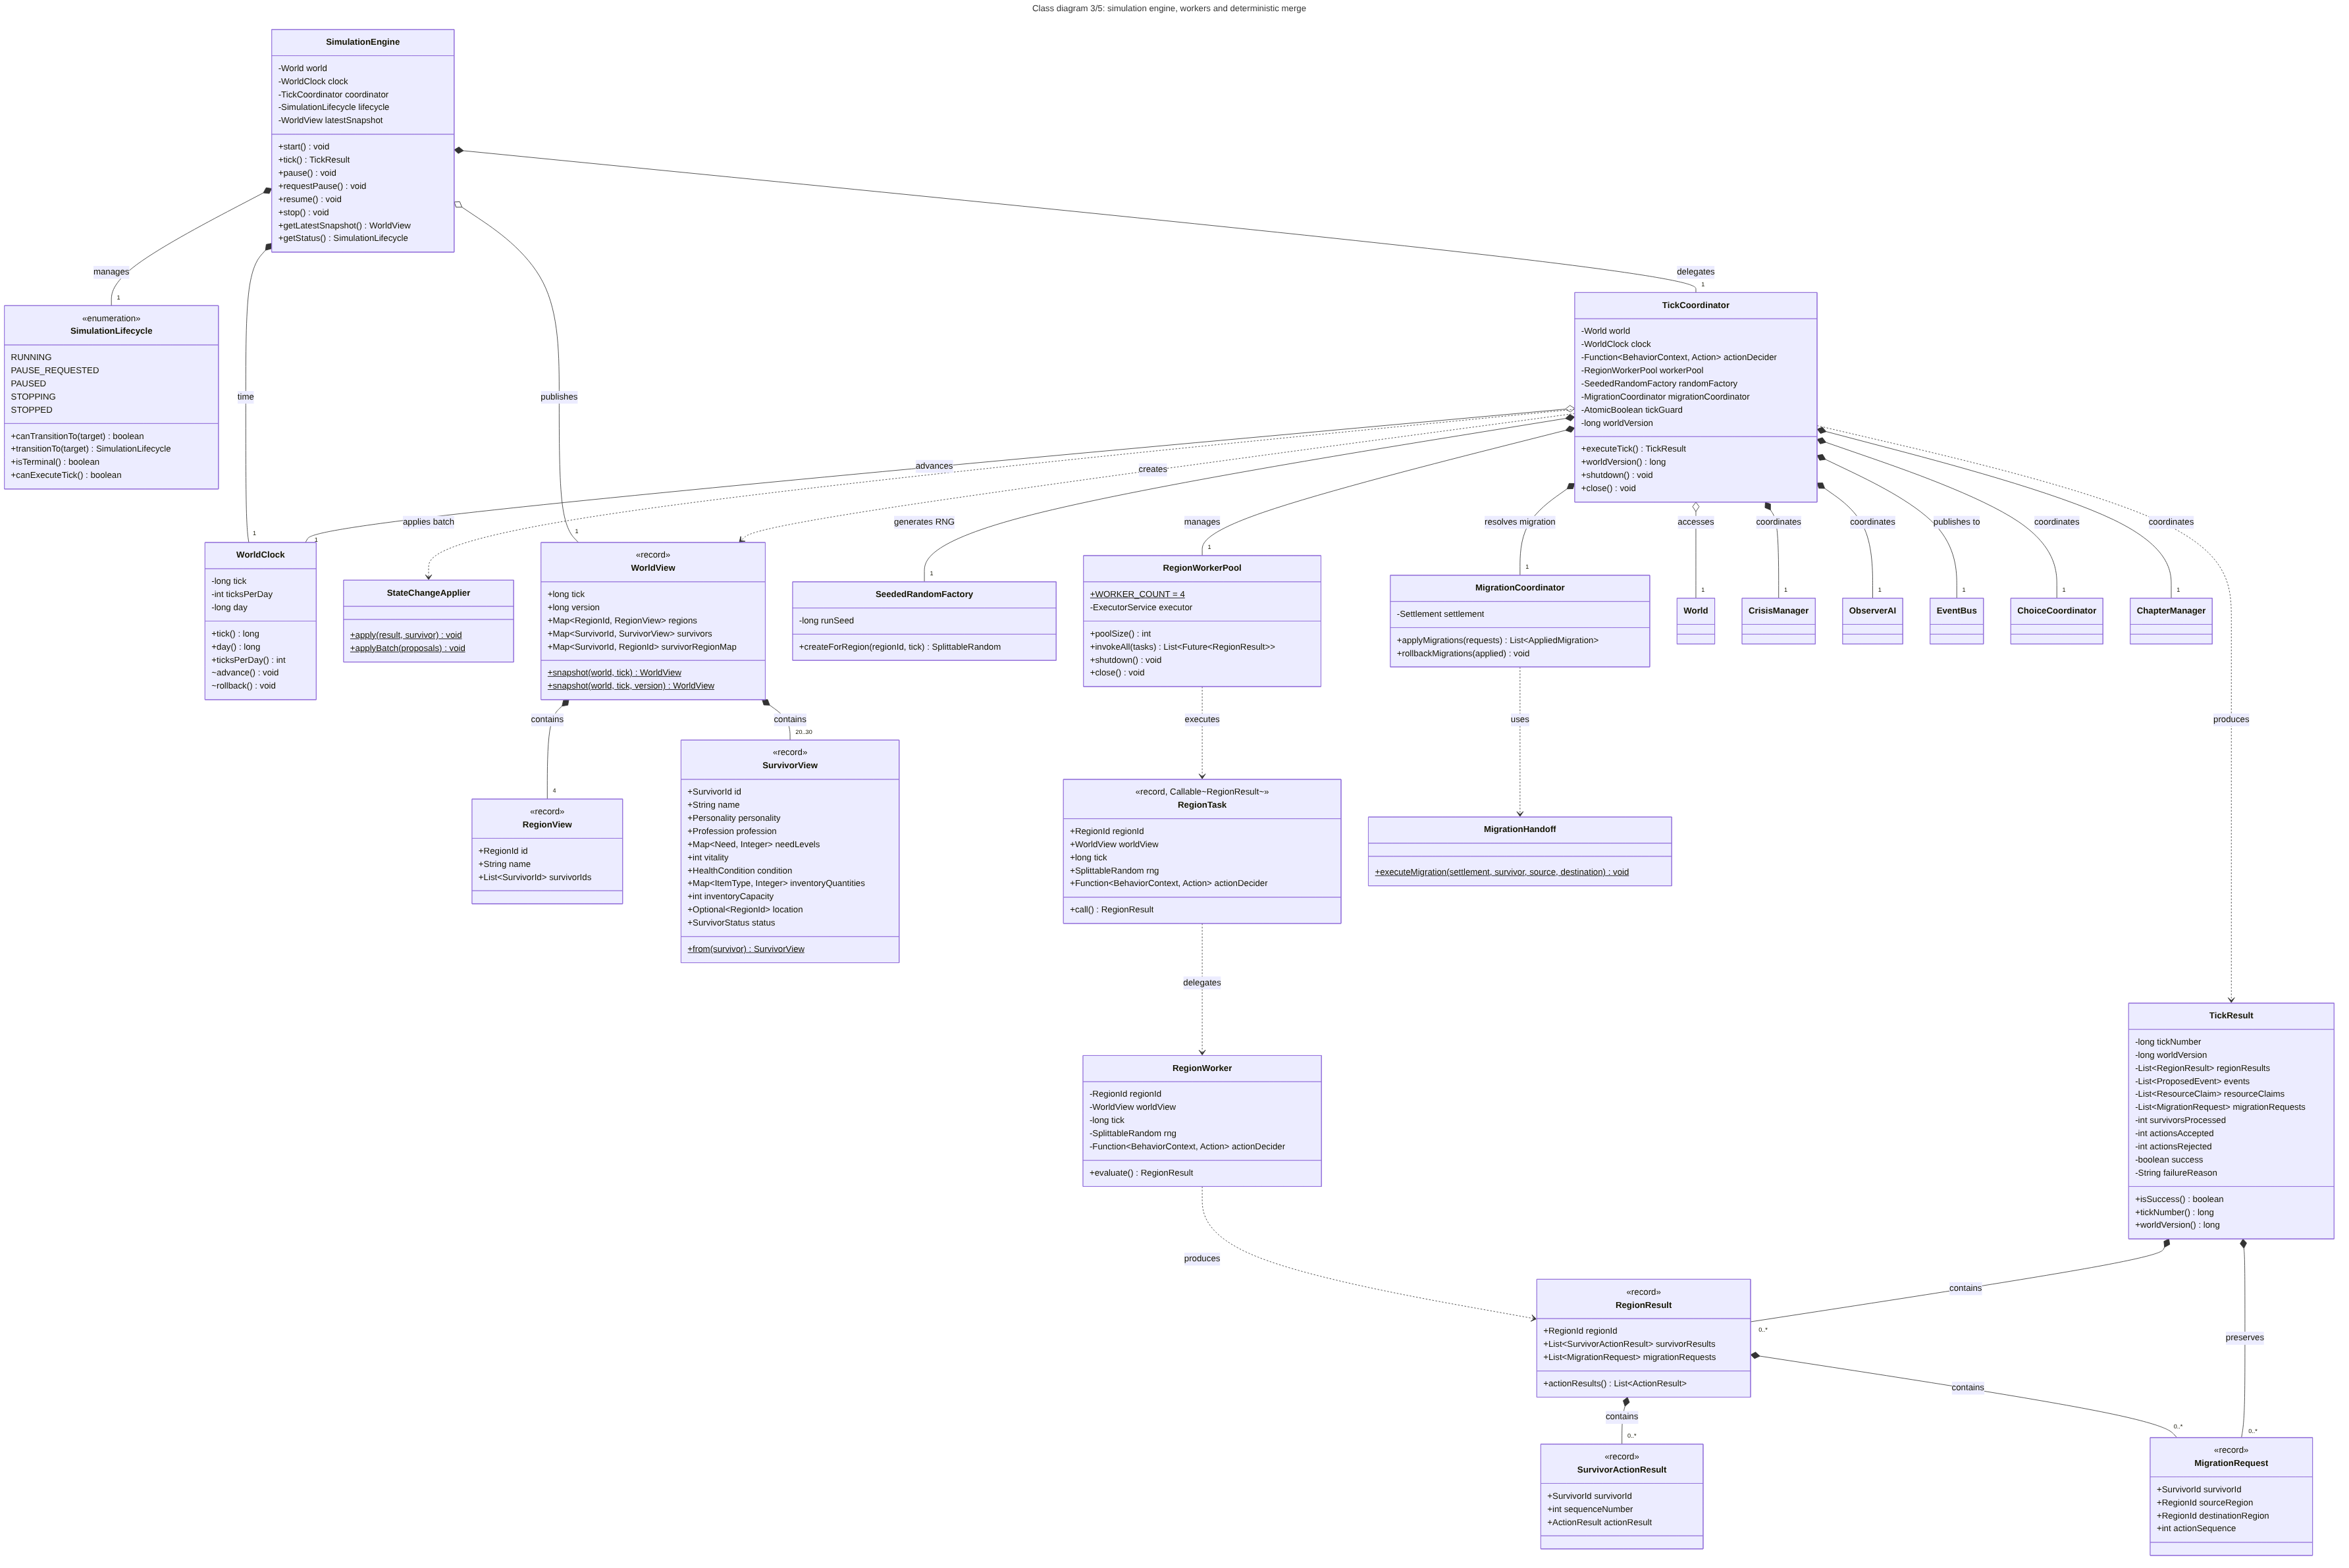 Class diagram 3/5: simulation engine, workers and deterministic merge
SimulationEngine
-World world
-WorldClock clock
-TickCoordinator coordinator
-SimulationLifecycle lifecycle
-WorldView latestSnapshot
+start() : void
+tick() : TickResult
+pause() : void
+requestPause() : void
+resume() : void
+stop() : void
+getLatestSnapshot() : WorldView
+getStatus() : SimulationLifecycle
manages
1
time
1
publishes
1
delegates
1
«enumeration»
SimulationLifecycle
RUNNING
PAUSE_REQUESTED
PAUSED
STOPPING
STOPPED
+canTransitionTo(target) : boolean
+transitionTo(target) : SimulationLifecycle
+isTerminal() : boolean
+canExecuteTick() : boolean
TickCoordinator
-World world
-WorldClock clock
-Function<BehaviorContext, Action> actionDecider
-RegionWorkerPool workerPool
-SeededRandomFactory randomFactory
-MigrationCoordinator migrationCoordinator
-AtomicBoolean tickGuard
-long worldVersion
+executeTick() : TickResult
+worldVersion() : long
+shutdown() : void
+close() : void
advances
1
applies batch
creates
generates RNG
1
manages
1
resolves migration
1
accesses
1
coordinates
1
coordinates
1
publish to
1
coordinates
1
coordinates
1
produces
WorldClock
-long tick
-int ticksPerDay
-long day
+tick() : long
+day() : long
+ticksPerDay() : int
~advance() : void
~rollback() : void
StateChangeApplier
+apply(result, survivor) : void
+applyBatch(proposals) : void
«record»
WorldView
+long tick
+long version
+Map<RegionId, RegionView> regions
+Map<SurvivorId, SurvivorView> survivors
+Map<SurvivorId, RegionId> survivorRegionMap
+snapshot(world, tick) : WorldView
+snapshot(world, tick, version) : WorldView
SeededRandomFactory
-long runSeed
+createForRegion(regionId, tick) : SplittableRandom
RegionWorkerPool
+WORKER_COUNT = 4
-ExecutorService executor
+poolSize() : int
+invokeAll(tasks) : List<Future<RegionResult>>
+shutdown() : void
+close() : void
MigrationCoordinator
-Settlement settlement
+applyMigrations(requests) : List<AppliedMigration>
+rollbackMigrations(applied) : void
World
CrisisManager
ObserverAI
EventBus
ChoiceCoordinator
ChapterManager
contains
4
contains
20..30
executes
uses
«record»
RegionView
+RegionId id
+String name
+List<SurvivorId> survivorIds
«record»
SurvivorView
+SurvivorId id
+String name
+Personality personality
+Profession profession
+Map<Need, Integer> needLevels
+int vitality
+HealthCondition condition
+Map<ItemType, Integer> inventoryQuantities
+int inventoryCapacity
+Optional<RegionId> location
+SurvivorStatus status
+from(survivor) : SurvivorView
«record, Callable~RegionResult~»
RegionTask
+RegionId regionId
+WorldView worldView
+long tick
+SplittableRandom rng
+Function<BehaviorContext, Action> actionDecider
+call() : RegionResult
MigrationHandoff
+executeMigration(settlement, survivor, source, destination) : void
delegates
RegionWorker
-RegionId regionId
-WorldView worldView
-long tick
-SplittableRandom rng
-Function<BehaviorContext, Action> actionDecider
+evaluate() : RegionResult
TickResult
-long tickNumber
-long worldVersion
-List<RegionResult> regionResults
-List<ProposedEvent> events
-List<ResourceClaim> resourceClaims
-List<MigrationRequest> migrationRequests
-int survivorsProcessed
-int actionsAccepted
-int actionsRejected
-boolean success
-String failureReason
+isSuccess() : boolean
+tickNumber() : long
+worldVersion() : long
produces
contains
0..*
preserves
0..*
«record»
RegionResult
+RegionId regionId
+List<SurvivorActionResult> survivorResults
+List<MigrationRequest> migrationRequests
+actionResults() : List<ActionResult>
contains
0..*
contains
0..*
«record»
SurvivorActionResult
+SurvivorId survivorId
+int sequenceNumber
+ActionResult actionResult
«record»
MigrationRequest
+SurvivorId survivorId
+RegionId sourceRegion
+RegionId destinationRegion
+int actionSequence